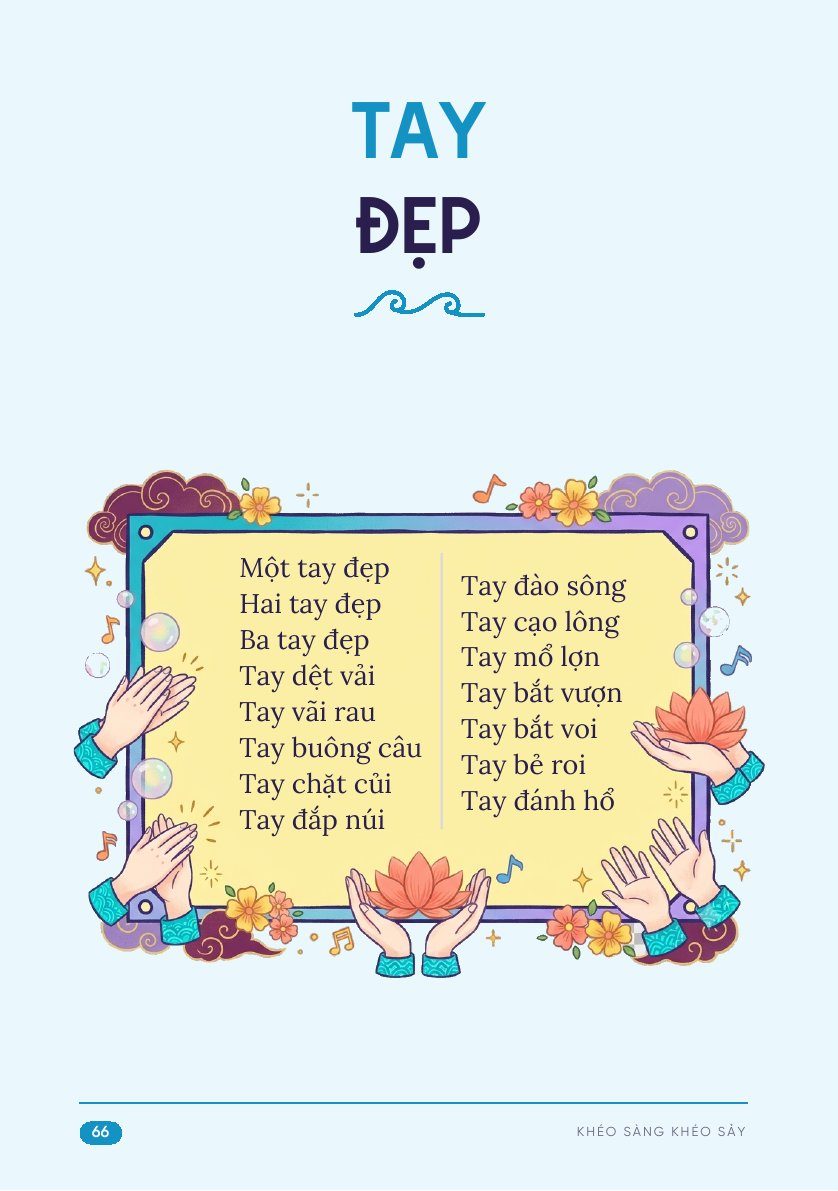 TAY
ĐẸP
Một tay đẹp
Hai tay đẹp
Ba tay đẹp
Tay dệt vải
Tay vãi rau
Tay buông câu
Tay chặt củi
Tay đắp núi
Tay đào sông
Tay cạo lông
Tay mổ lợn
Tay bắt vượn
Tay bắt voi
Tay bẻ roi
Tay đánh hổ
66
KHÉO SÀNG KHÉO SẢY